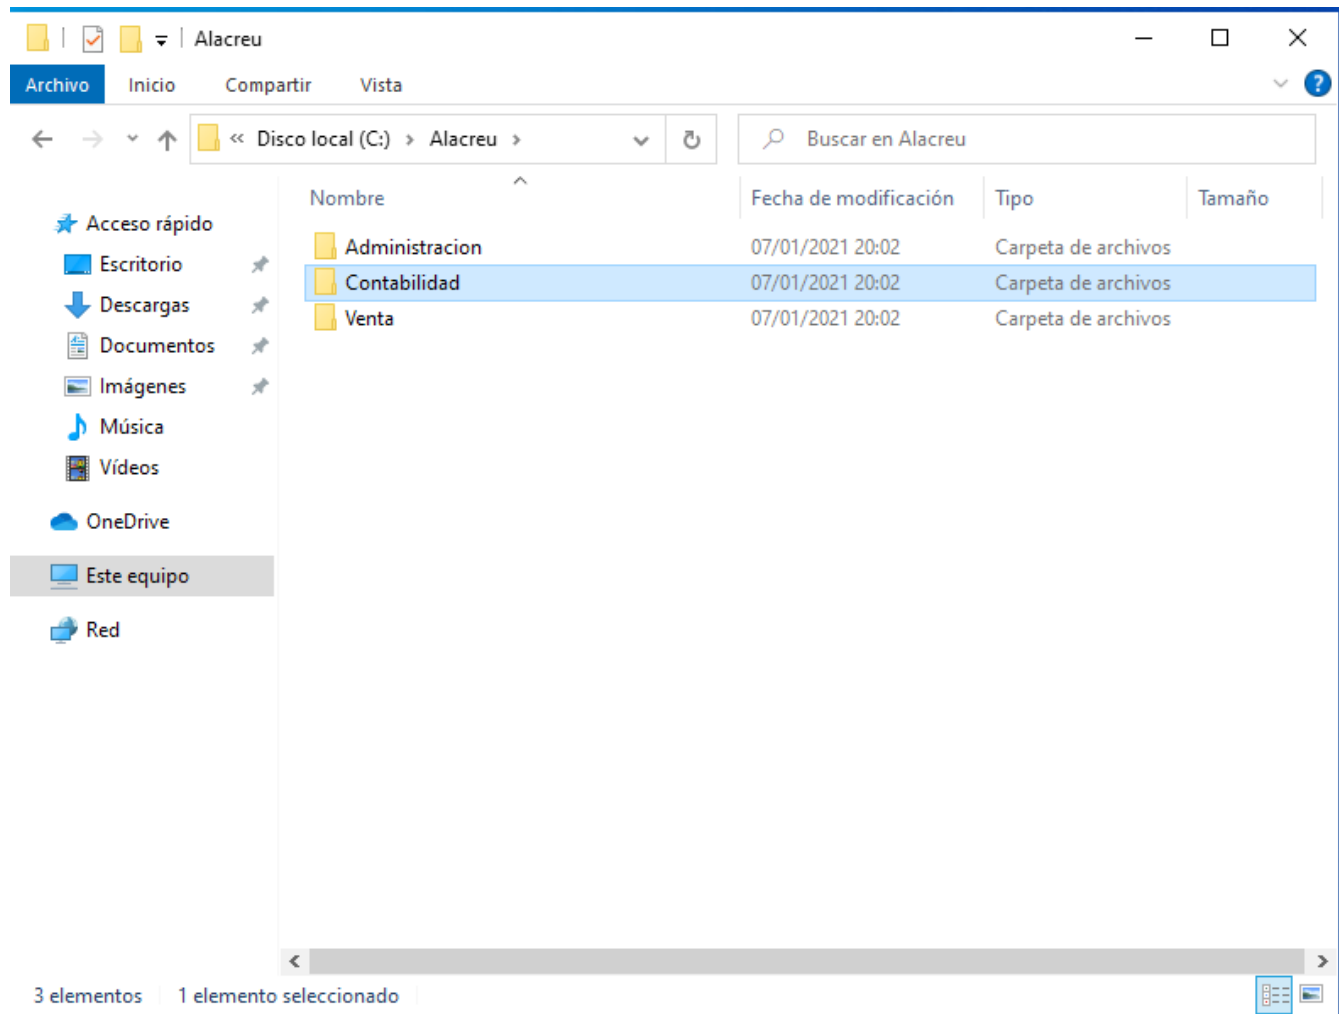 Alacreu
Archivo Inicio Compartir Vista
« Disco local (C:) > Alacreu > Buscar en Alacreu
Nombre Fecha de modificación Tipo Tamaño
Acceso rápido
Escritorio
Descargas
Documentos
Imágenes
Música
Vídeos
OneDrive
Este equipo
Red
Administracion 07/01/2021 20:02 Carpeta de archivos
Contabilidad 07/01/2021 20:02 Carpeta de archivos
Venta 07/01/2021 20:02 Carpeta de archivos
3 elementos 1 elemento seleccionado